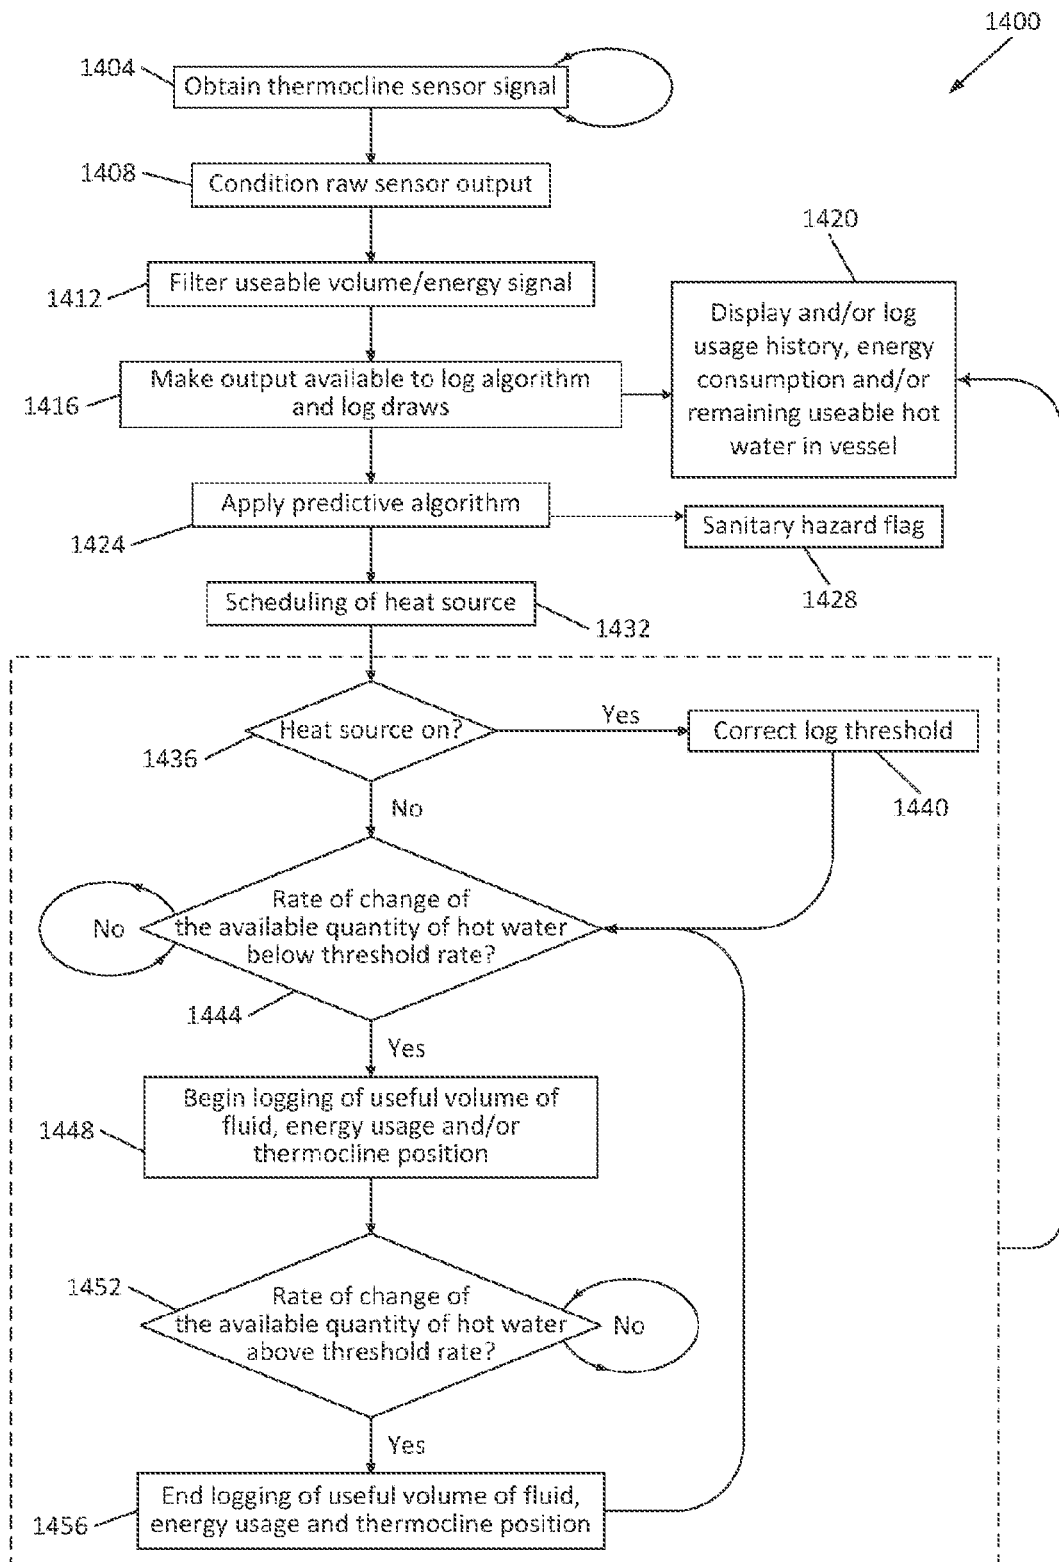 1400
1404
Obtain thermocline sensor signal
1408
Condition raw sensor output
1412
Filter useable volume/energy signal
1416
Make output available to log algorithm
and log draws
1420
Display and/or log
usage history, energy
consumption and/or
remaining useable hot
water in vessel
1424
Apply predictive algorithm
Sanitary hazard flag
1428
Scheduling of heat source
1432
Heat source on?
1436
Yes
Correct log threshold
1440
No
Rate of change of
the available quantity of hot water
below threshold rate?
No
1444
Yes
1448
Begin logging of useful volume of
fluid, energy usage and/or
thermocline position
1452
Rate of change of
the available quantity of hot water
above threshold rate?
No
Yes
1456
End logging of useful volume of fluid,
energy usage and thermocline position